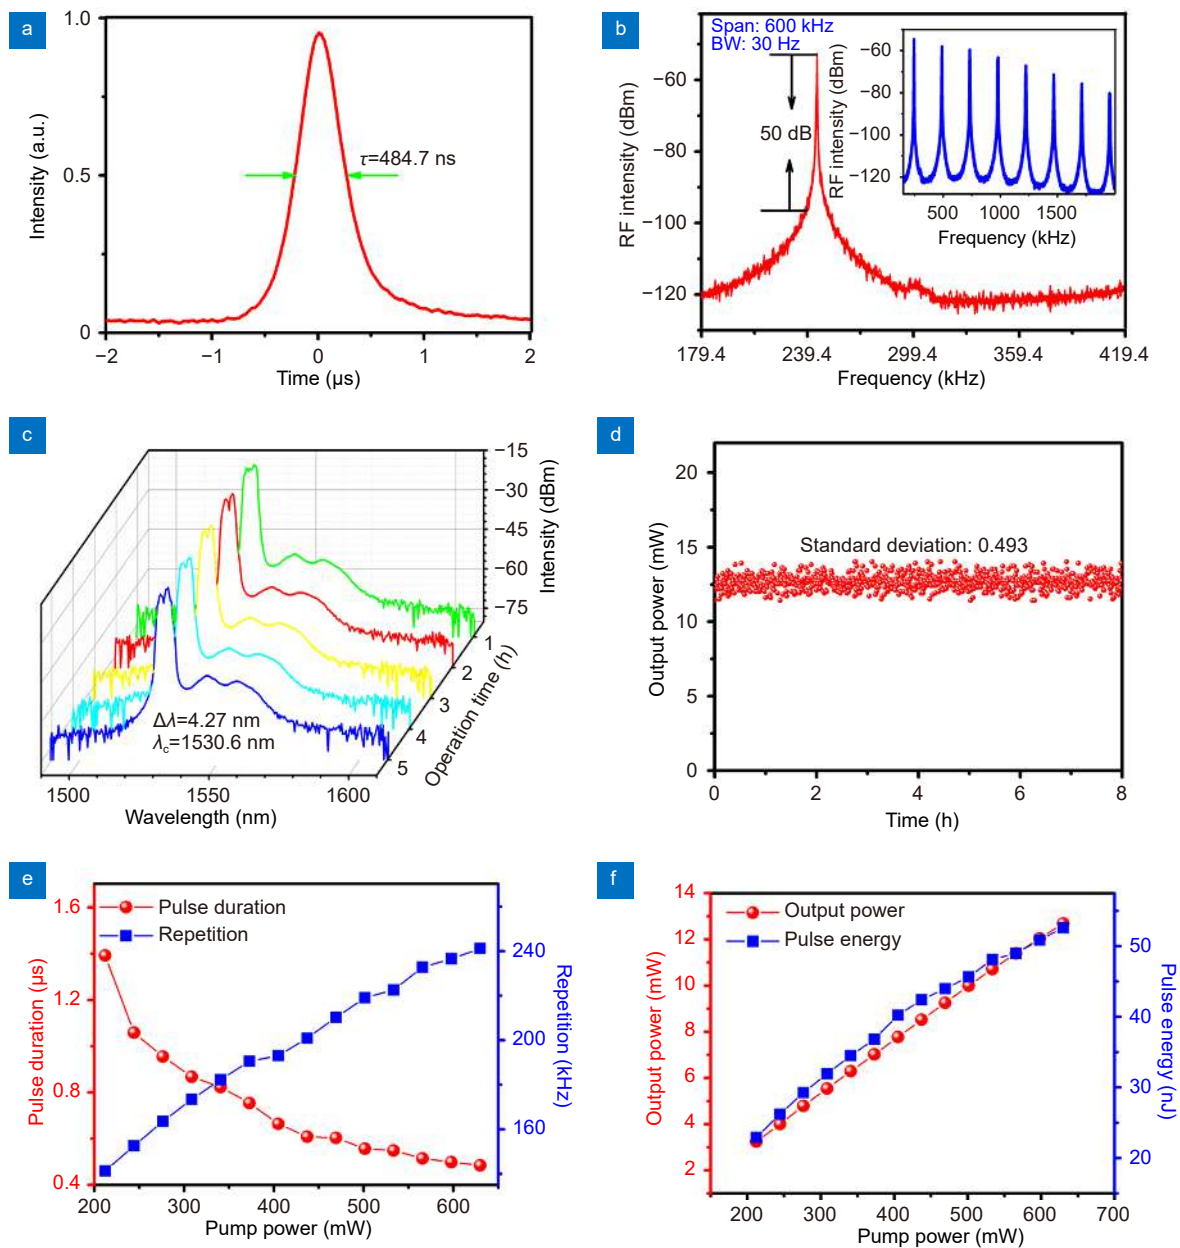 a
1.0
0.5
0
Intensity (a.u.)
τ=484.7 ns
−2
−1
0
1
2
Time (µs)
b
Span: 600 kHz
BW: 30 Hz
50 dB
−60
−80
−100
−120
RF intensity (dBm)
179.4
239.4
299.4
359.4
419.4
Frequency (kHz)
−60
−80
−100
−120
RF intensity (dBm)
500
1000
1500
Frequency (kHz)
c
−15
−30
−45
−60
−75
Intensity (dBm)
1
2
3
4
5
Operation time (h)
Δλ=4.27 nm
λc=1530.6 nm
1500
1550
1600
Wavelength (nm)
d
20
15
10
5
0
Output power (mW)
Standard deviation: 0.493
0
2
4
6
8
Time (h)
e
Pulse duration
Repetition
1.6
1.2
0.8
0.4
Pulse duration (µs)
240
200
160
Repetition (kHz)
200
300
400
500
600
Pump power (mW)
f
Output power
Pulse energy
14
12
10
8
6
4
2
Output power (mW)
50
40
30
20
Pulse energy (nJ)
200
300
400
500
600
700
Pump power (mW)